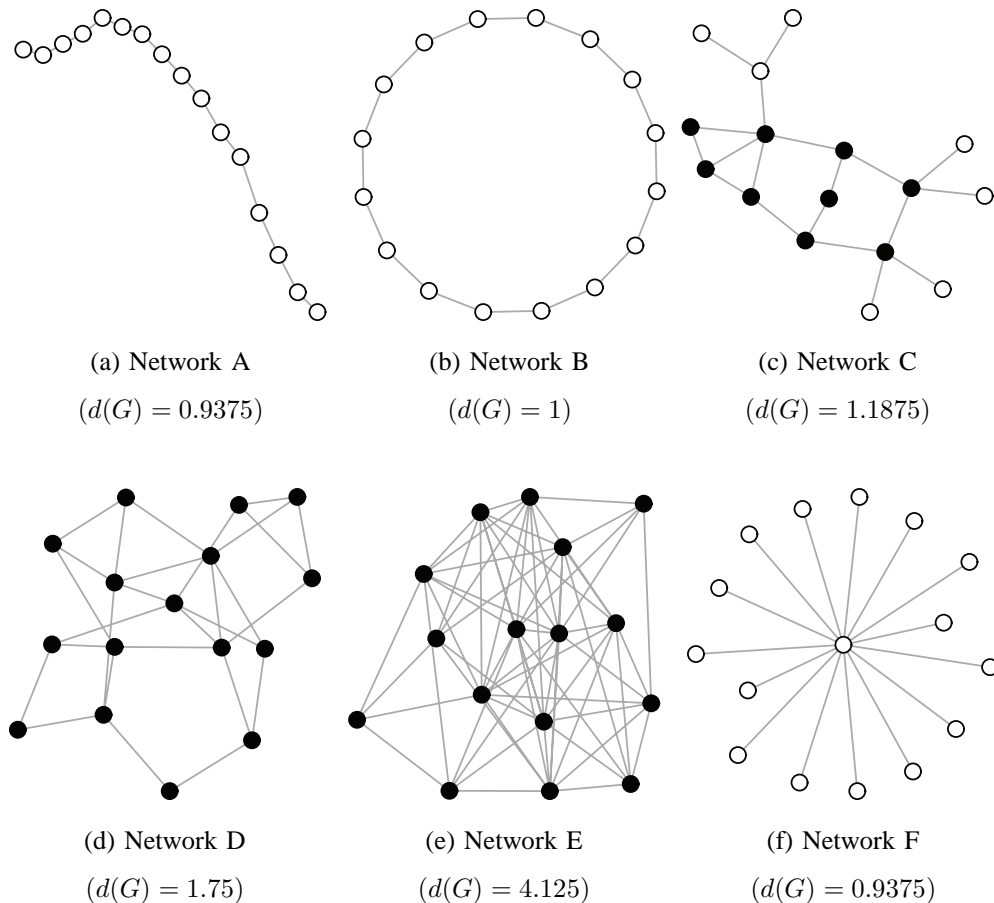 (a) Network A
(d(G) = 0.9375)
(b) Network B
(d(G) = 1)
(c) Network C
(d(G) = 1.1875)
(d) Network D
(d(G) = 1.75)
(e) Network E
(d(G) = 4.125)
(f) Network F
(d(G) = 0.9375)